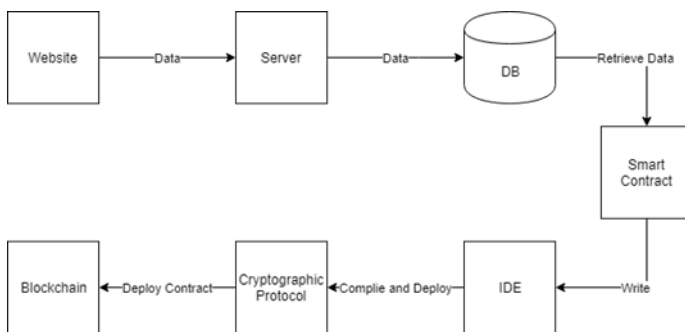 Website
Data
Server
Data
DB
Retrieve Data
Smart
Contract
Blockchain
Deploy Contract
Cryptographic
Protocol
Complie and Deploy
IDE
Write